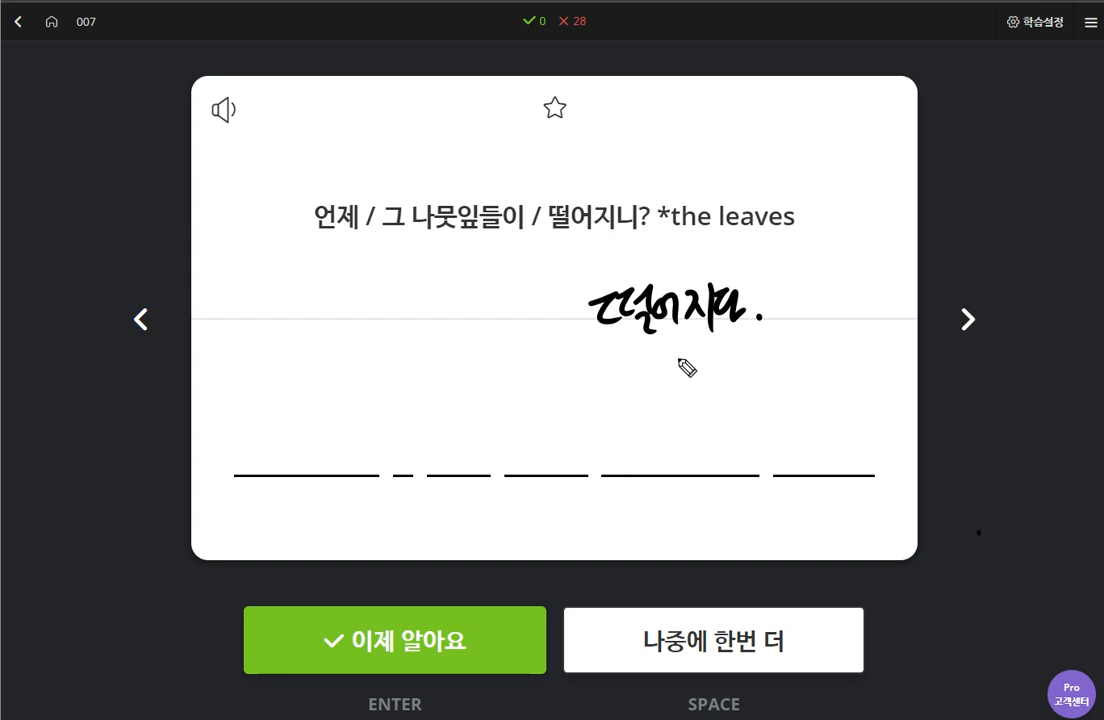 007
0
28
학습설정
언제 / 그 나뭇잎들이 / 떨어지니? *the leaves
떨어지다.
이제 알아요
나중에 한번 더
ENTER
SPACE
Pro
고객센터